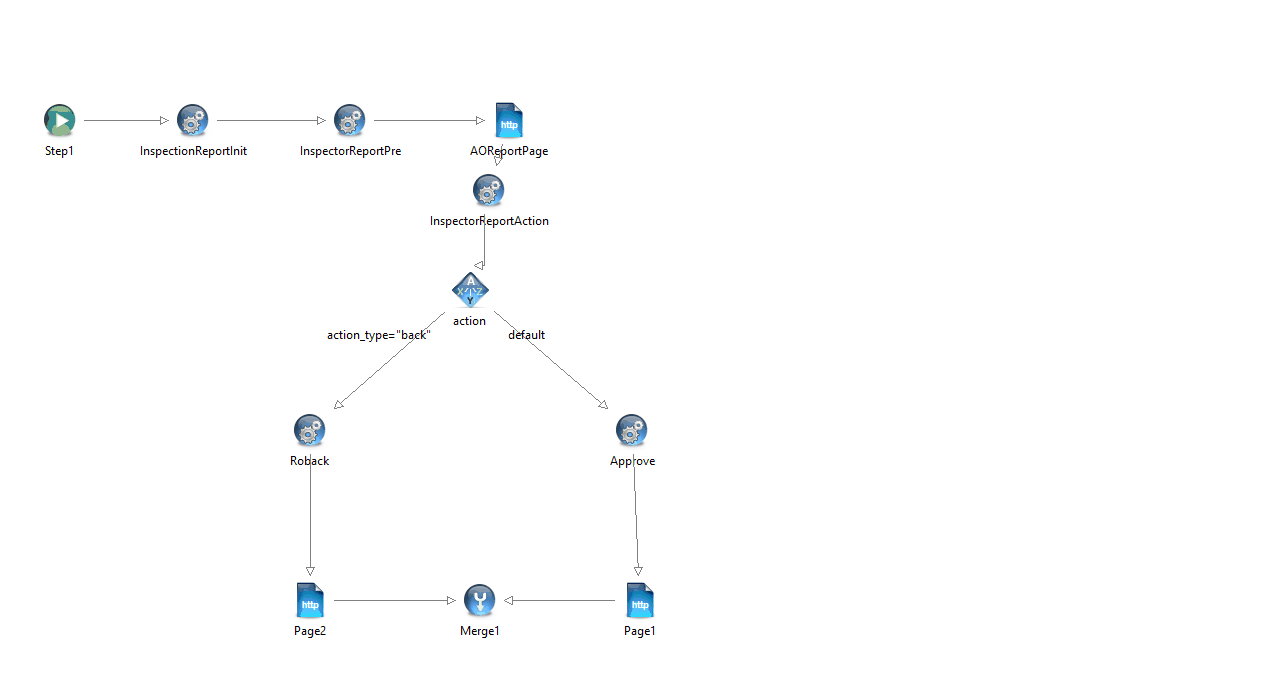 http
Step1
InspectionReportInit
InspectorReportPre
AOReportPage
InspectorReportAction
A
X Z
Y
action
action_type="back"
default
Roback
Approve
http
http
Page2
Merge1
Page1